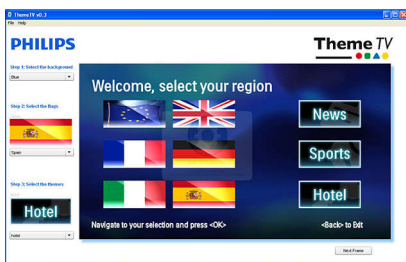 ThemeTV v0.3
File Help
PHILIPS
Theme TV
Step 1: Select the background
Blue
Welcome, select your region
Step 2: Select the flags
Spain
News
Sports
Hotel
Step 3: Select the themes
Hotel
Hotel
Navigate to your selection and press <OK>
<Back> to Exit
Next Frame